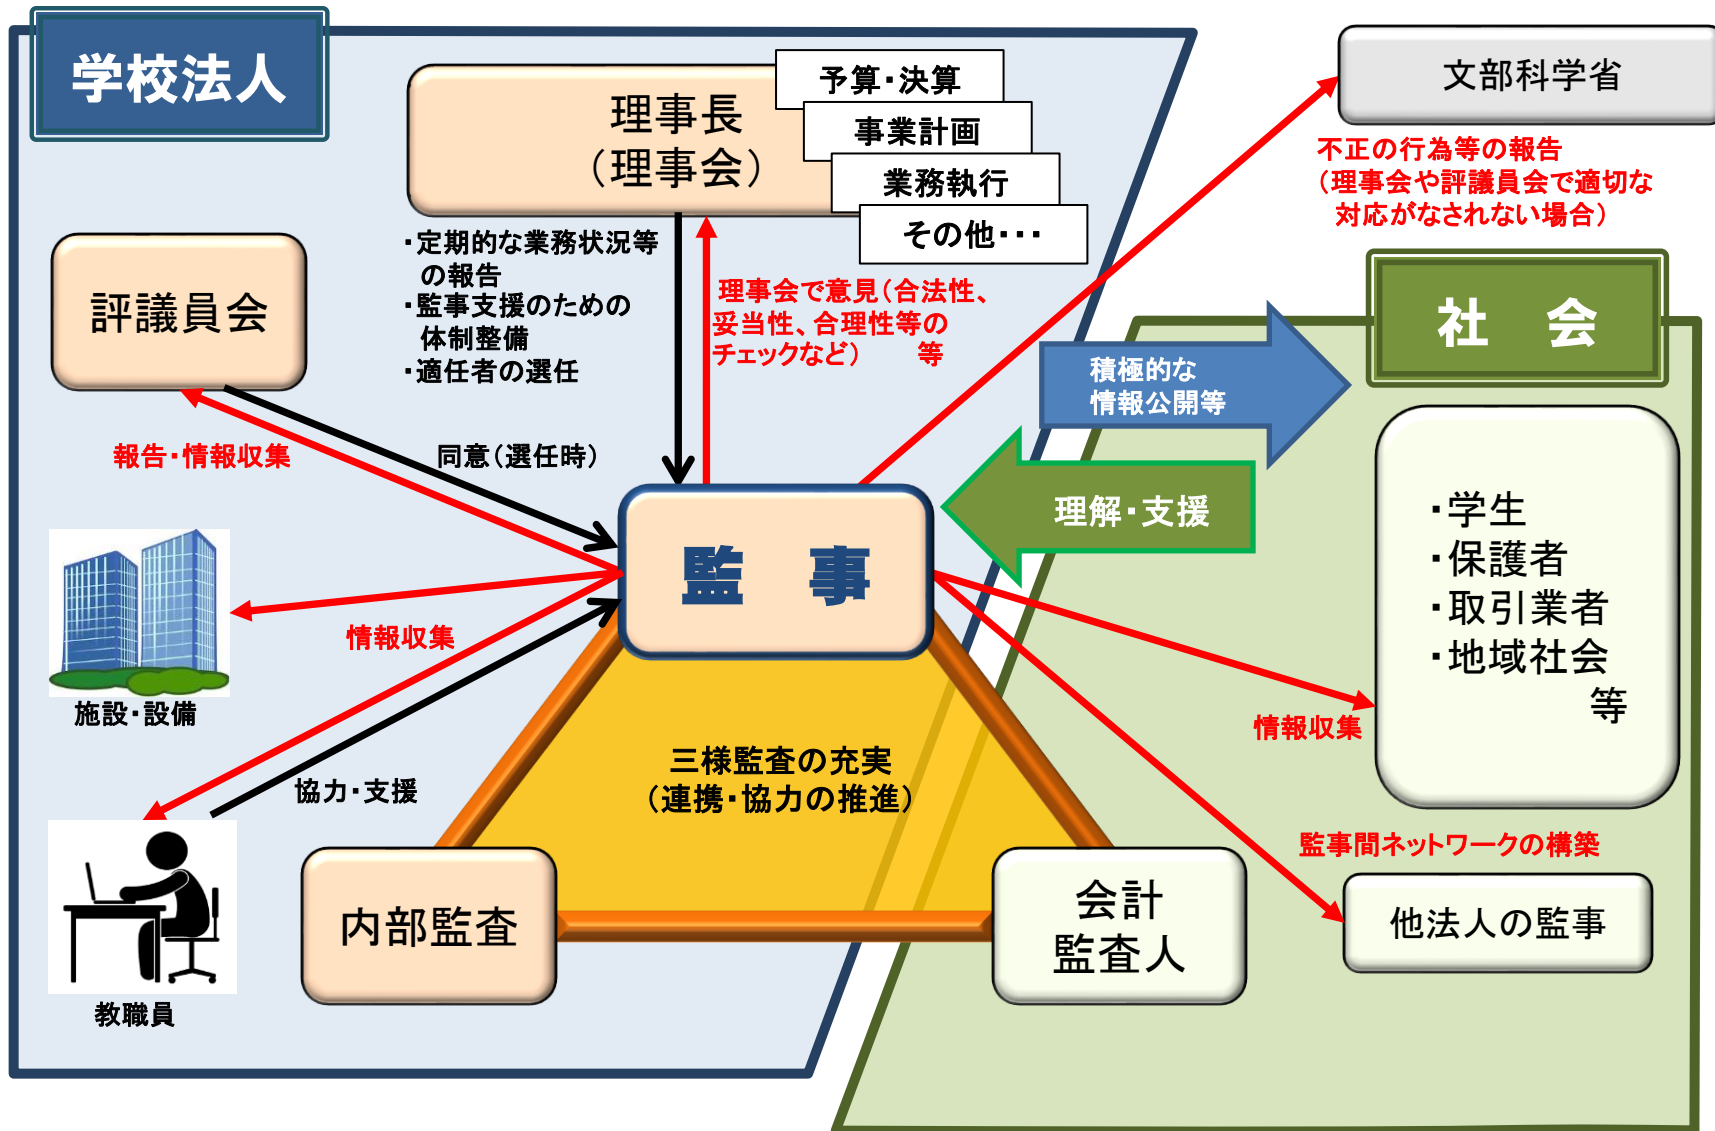 学校法人
理事長
（理事会）
予算・決算
事業計画
業務執行
その他・・・
文部科学省
不正の行為等の報告
（理事会や評議員会で適切な
対応がなされない場合）
評議員会
・定期的な業務状況等
の報告
・監事支援のための
体制整備
・適任者の選任
理事会で意見（合法性、
妥当性、合理性等の
チェックなど）　等
社　会
積極的な
情報公開等
報告・情報収集
同意（選任時）
理解・支援
監　事
・学生
・保護者
・取引業者
・地域社会
等
情報収集
施設・設備
情報収集
三様監査の充実
（連携・協力の推進）
協力・支援
監事間ネットワークの構築
内部監査
会計
監査人
他法人の監事
教職員